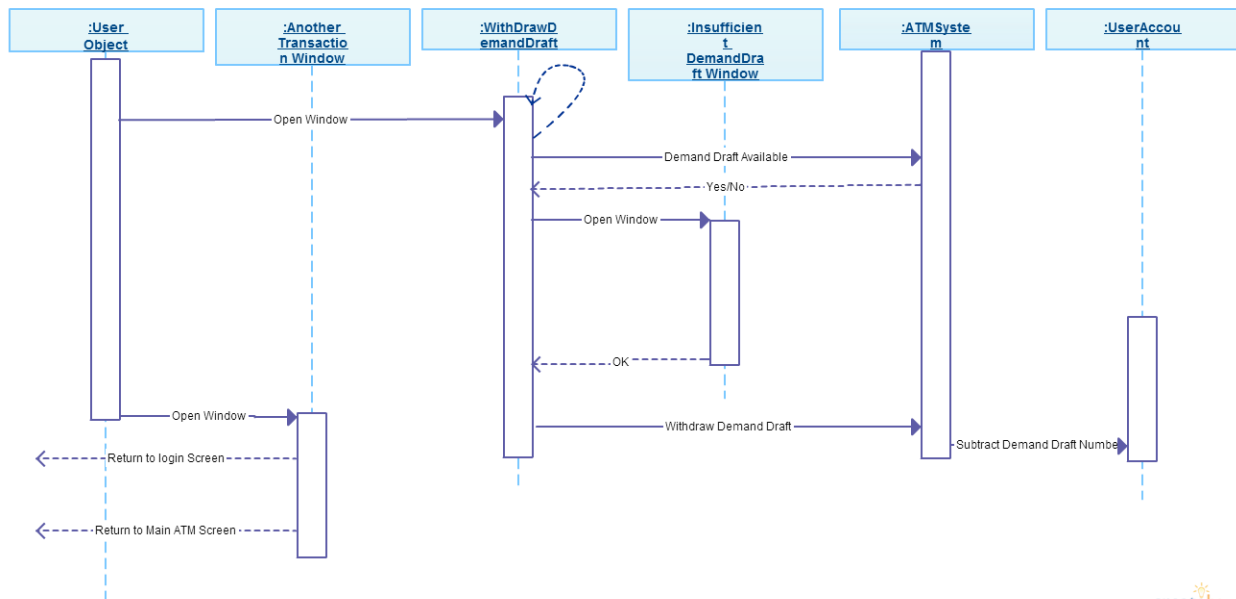 :User
Object
:Another
Transactio
n Window
:WithDrawD
emandDraft
:Insufficien
t
DemandDra
ft Window
:ATMSyste
m
:UserAccou
nt
Open Window
Demand Draft Available
Yes/No
Open Window
OK
Open Window
Withdraw Demand Draft
Subtract Demand Draft Numbe
Return to login Screen
Return to Main ATM Screen